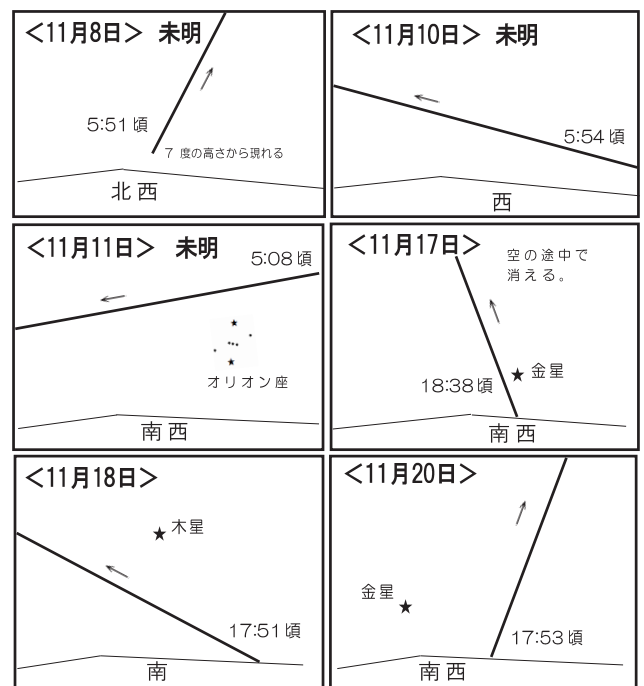 <11月8日> 未明
5:51 頃
7 度の高さから現れる
北 西
<11月10日> 未明
5:54 頃
西
<11月11日> 未明
5:08 頃
オリオン座
南 西
<11月17日>
空の途中で
消える。
金星
18:38頃
南 西
<11月18日>
木星
17:51 頃
南
<11月20日>
金星
17:53 頃
南 西